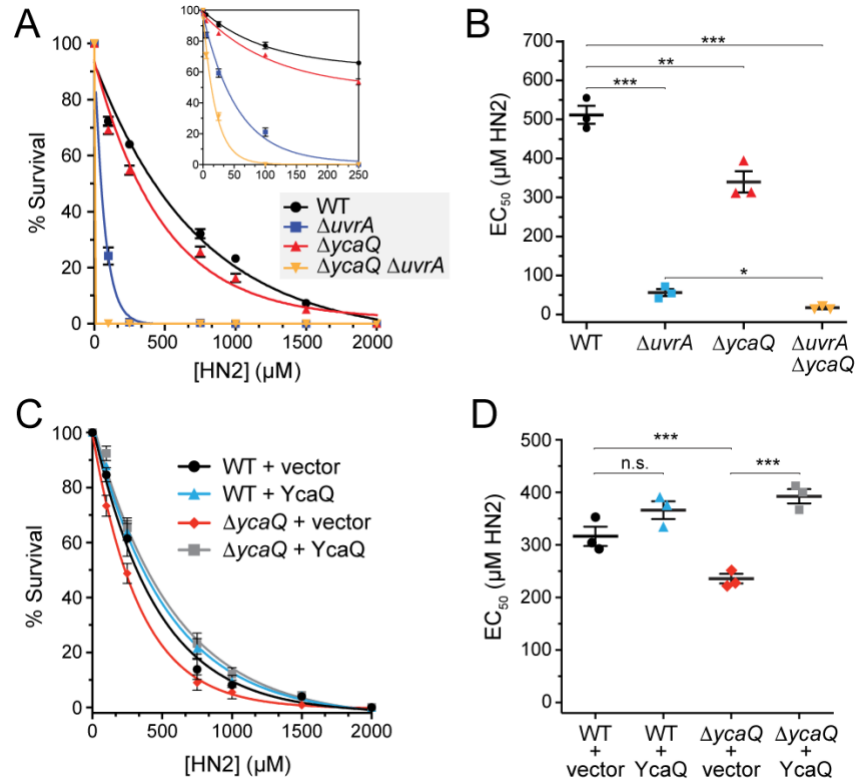 A
% Survival
100
80
60
40
20
0
0
500
1000
1500
2000
[HN2] (µM)
100
80
60
40
20
0
0
50
100
150
200
250
WT
ΔuvrA
ΔycaQ
ΔycaQ ΔuvrA
B
EC50 (µM HN2)
700
600
500
400
300
200
100
50
0
***
**
***
*
WT
ΔuvrA
ΔycaQ
ΔuvrA
ΔycaQ
C
% Survival
100
80
60
40
20
0
0
500
1000
1500
2000
[HN2] (µM)
WT + vector
WT + YcaQ
ΔycaQ + vector
ΔycaQ + YcaQ
D
EC50 (µM HN2)
500
400
300
200
100
0
***
n.s.
***
WT
+
vector
WT
+
YcaQ
ΔycaQ
+
vector
ΔycaQ
+
YcaQ